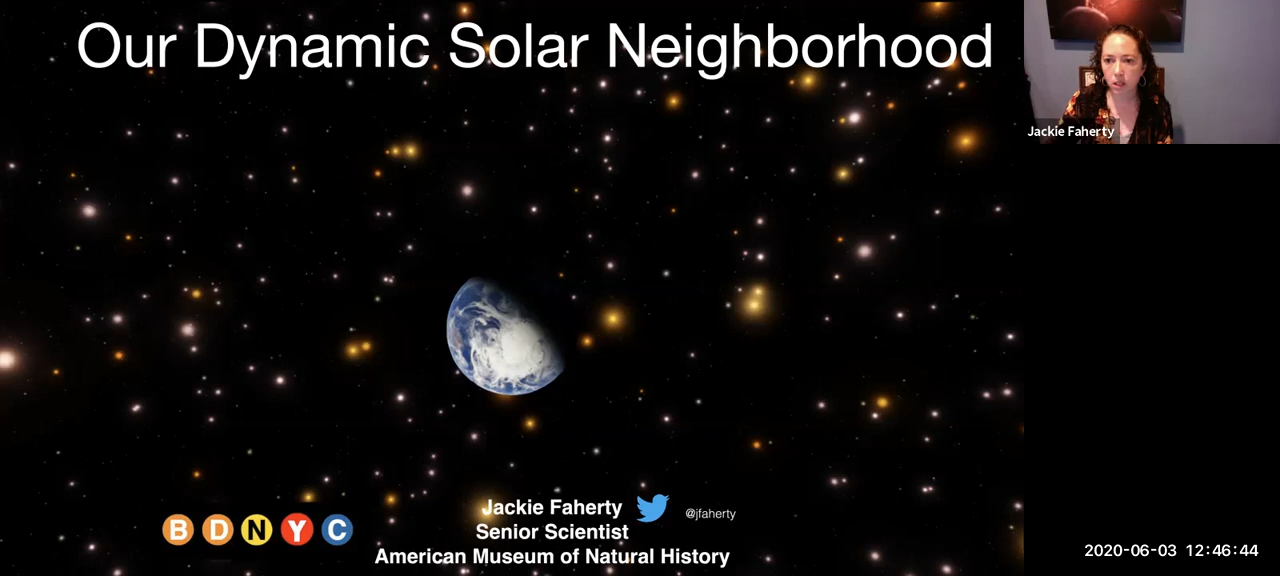 Our Dynamic Solar Neighborhood
Jackie Faherty
B D N Y C
Jackie Faherty @jfaherty
Senior Scientist
American Museum of Natural History
2020-06-03 12:46:44